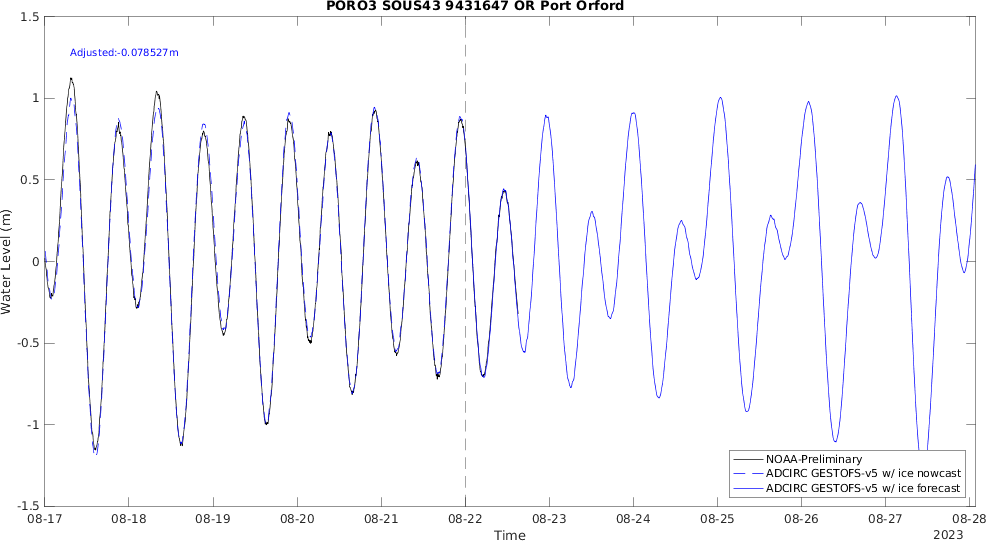 PORO3 SOUS43 9431647 OR Port Orford
Adjusted:-0.078527m
1.5
1
0.5
0
-0.5
-1
-1.5
Water Level (m)
NOAA-Preliminary
ADCIRC GESTOFS-v5 w/ ice nowcast
ADCIRC GESTOFS-v5 w/ ice forecast
08-17 08-18 08-19 08-20 08-21 08-22 08-23 08-24 08-25 08-26 08-27 08-28
Time
2023